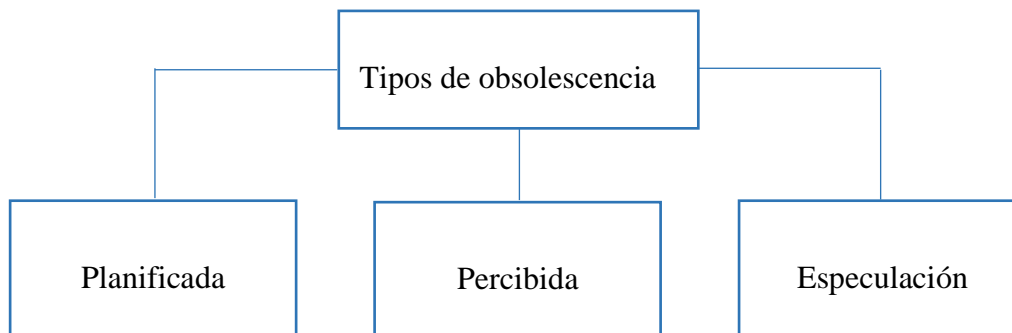 Tipos de obsolescencia
Planificada
Percibida
Especulación